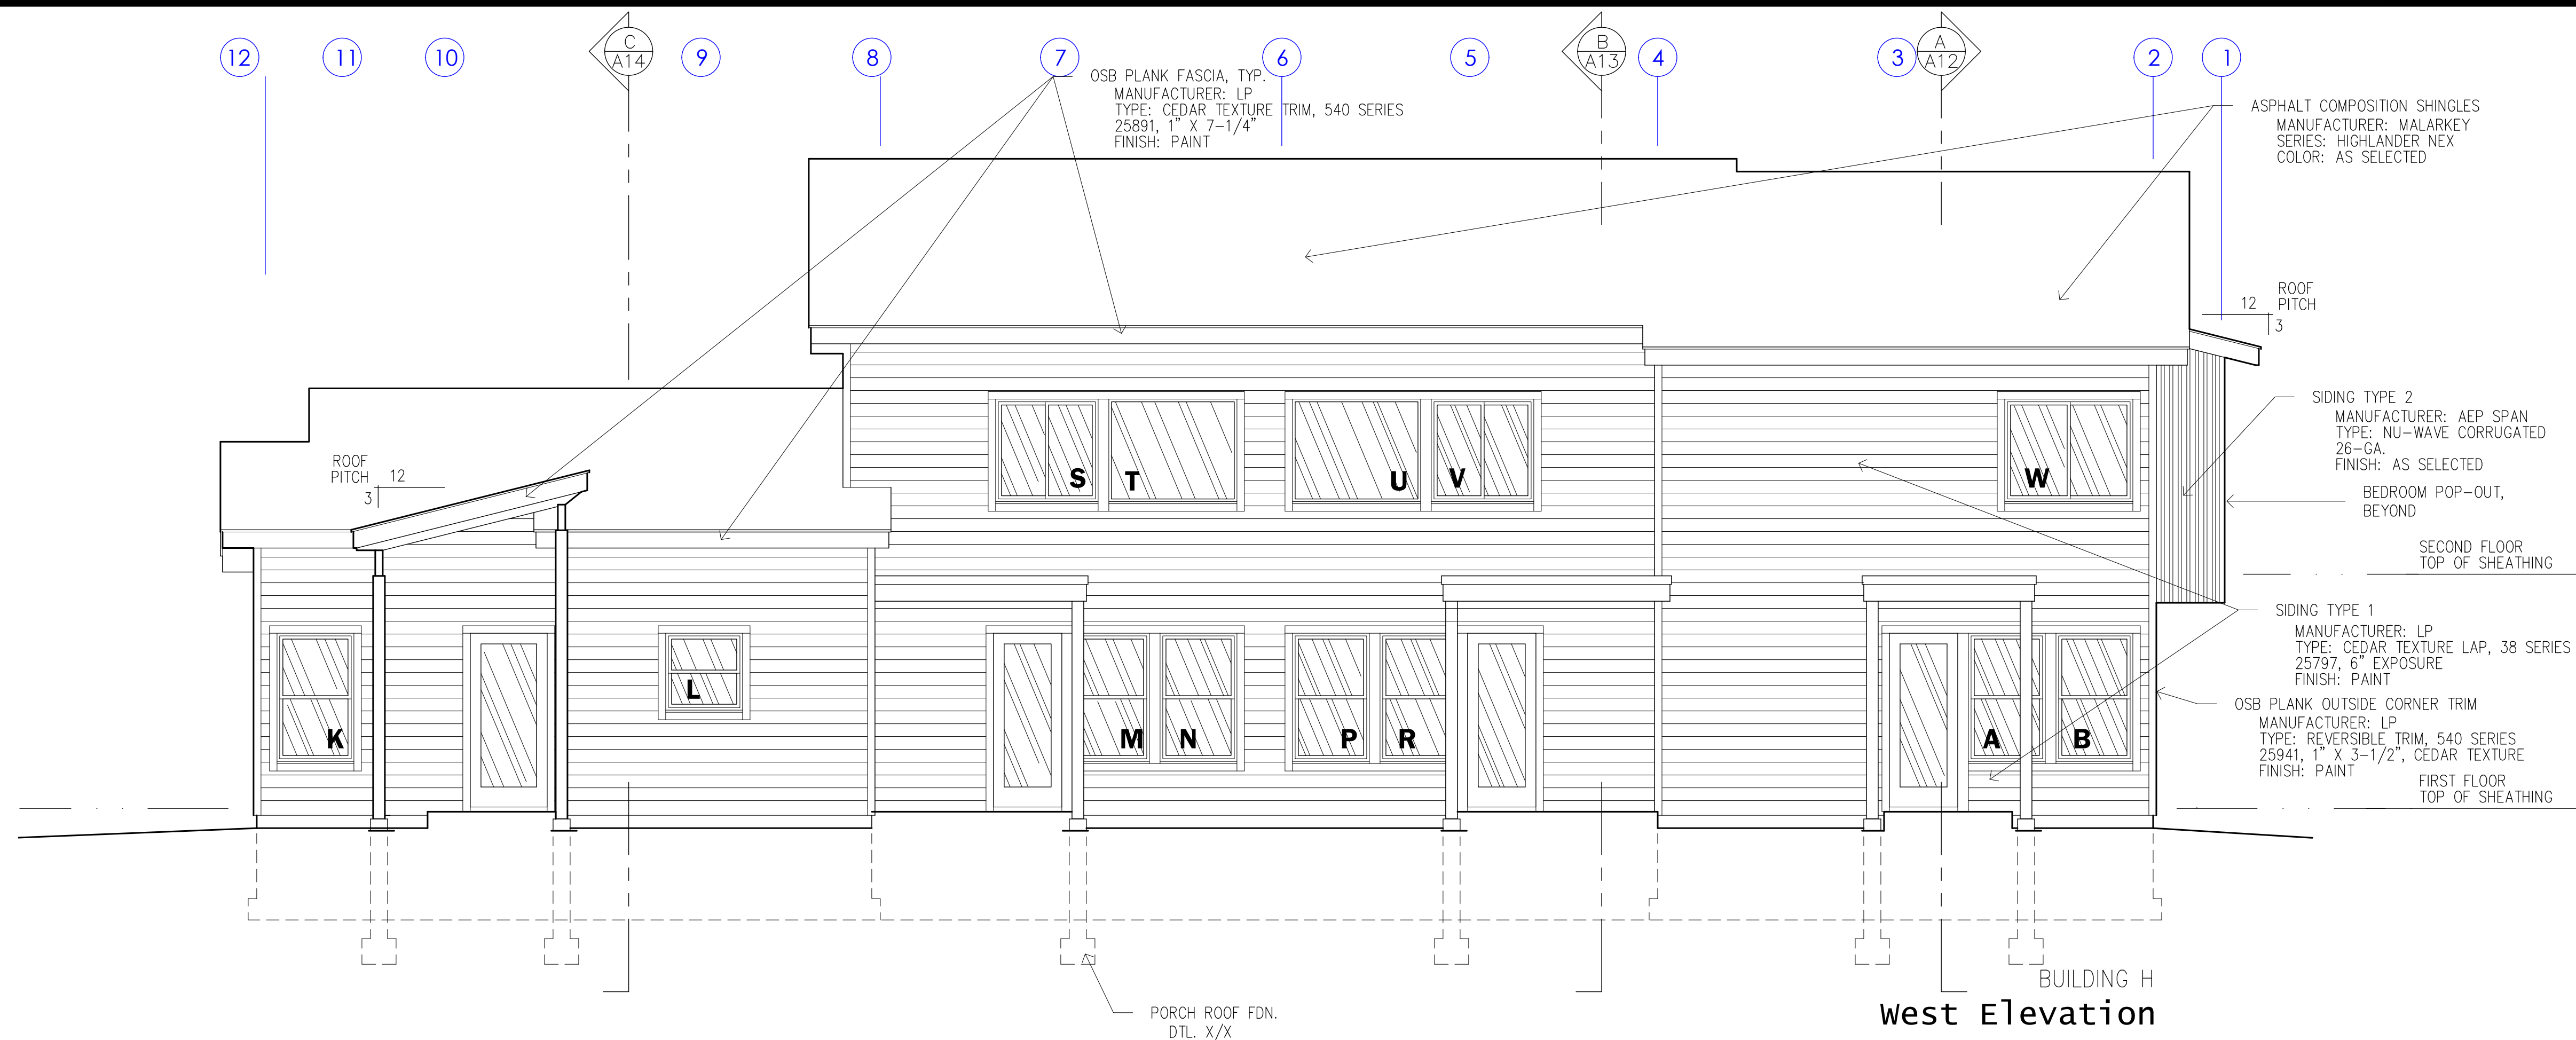 12
11
10
C
A14
9
8
7
6
5
B
A13
4
3
A
A12
2
1
OSB PLANK FASCIA, TYP.
MANUFACTURER: LP
TYPE: CEDAR TEXTURE TRIM, 540 SERIES
25891, 1" X 7-1/4"
FINISH: PAINT
ASPHALT COMPOSITION SHINGLES
MANUFACTURER: MALARKEY
SERIES: HIGHLANDER NEX
COLOR: AS SELECTED
ROOF
PITCH
12
3
SIDING TYPE 2
MANUFACTURER: AEP SPAN
TYPE: NU-WAVE CORRUGATED
26-GA.
FINISH: AS SELECTED
ROOF
PITCH
12
3
S
T
U
V
W
BEDROOM POP-OUT,
BEYOND
SECOND FLOOR
TOP OF SHEATHING
SIDING TYPE 1
MANUFACTURER: LP
TYPE: CEDAR TEXTURE LAP, 38 SERIES
25797, 6" EXPOSURE
FINISH: PAINT
K
L
M
N
P
R
A
B
OSB PLANK OUTSIDE CORNER TRIM
MANUFACTURER: LP
TYPE: REVERSIBLE TRIM, 540 SERIES
25941, 1" X 3-1/2", CEDAR TEXTURE
FINISH: PAINT
FIRST FLOOR
TOP OF SHEATHING
PORCH ROOF FDN.
DTL. X/X
BUILDING H
West Elevation